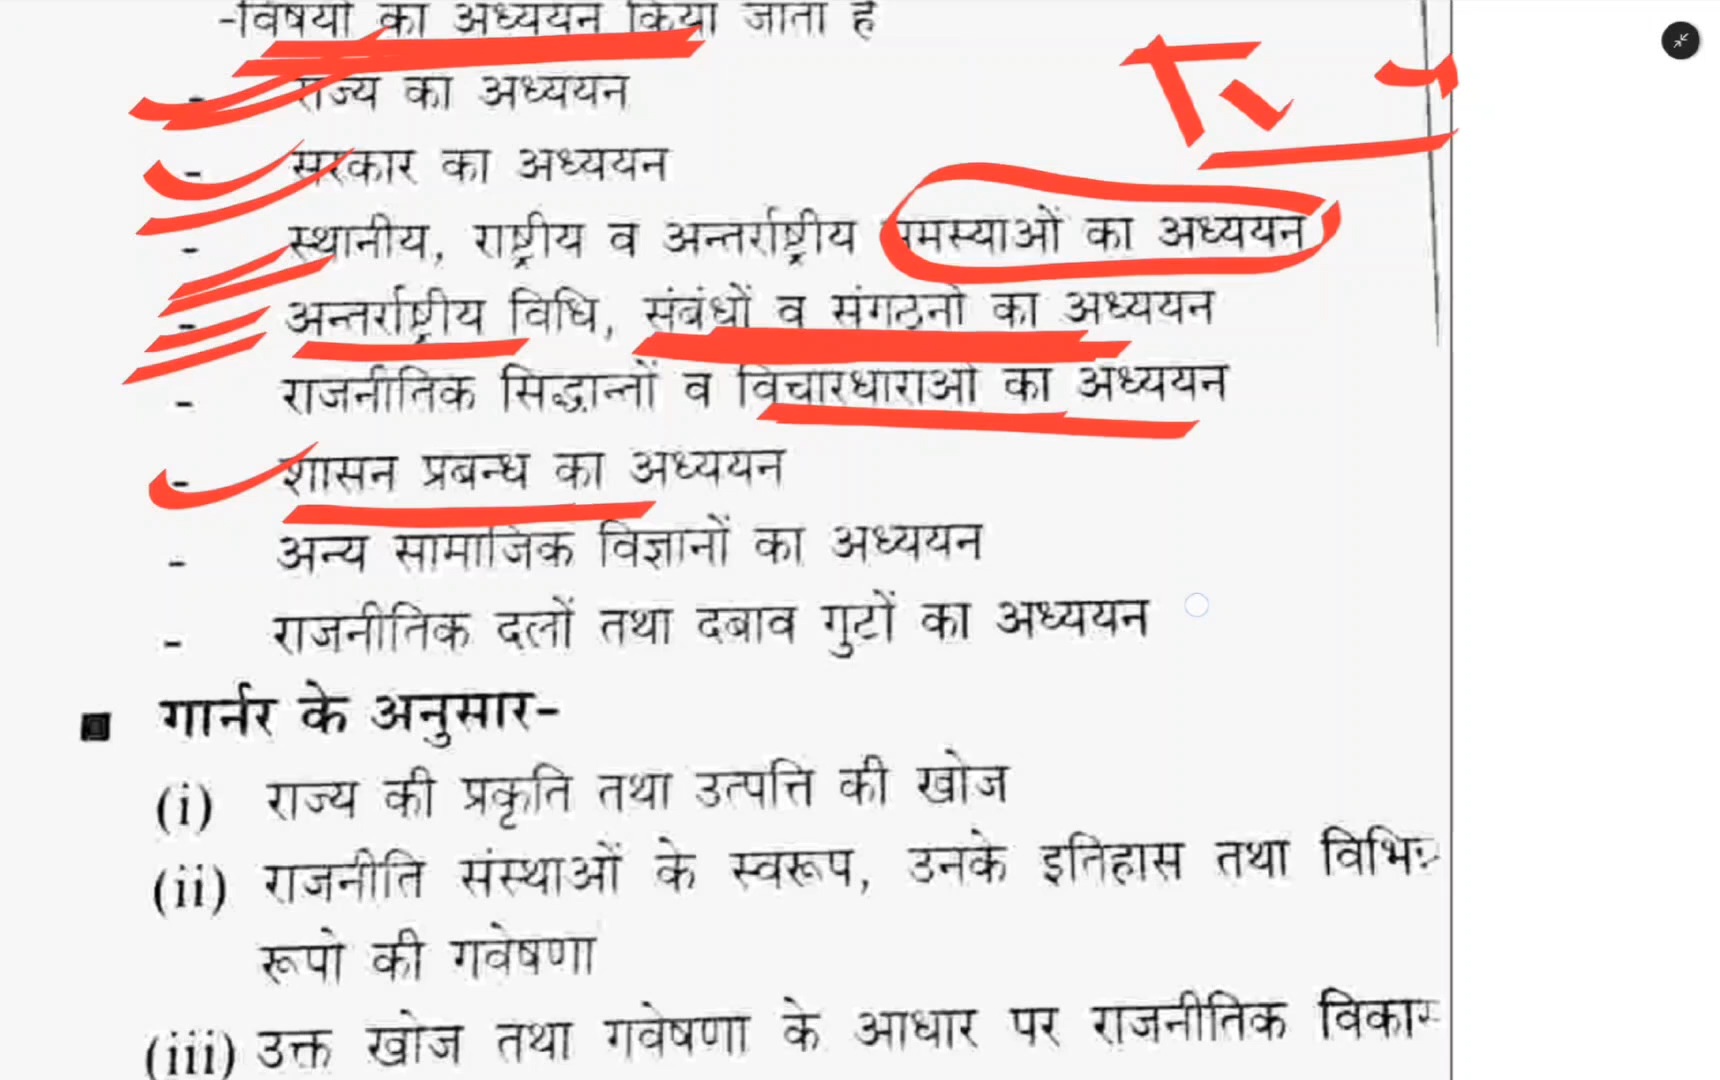 -विषयों का अध्ययन किया जाता है
- राज्य का अध्ययन
- सरकार का अध्ययन
- स्थानीय, राष्ट्रीय व अन्तर्राष्ट्रीय समस्याओं का अध्ययन
- अन्तर्राष्ट्रीय विधि, संबंधों व संगठनों का अध्ययन
- राजनीतिक सिद्धान्तों व विचारधाराओं का अध्ययन
- शासन प्रबन्ध का अध्ययन
- अन्य सामाजिक विज्ञानों का अध्ययन
- राजनीतिक दलों तथा दबाव गुटों का अध्ययन
■ गार्नर के अनुसार-
(i) राज्य की प्रकृति तथा उत्पत्ति की खोज
(ii) राजनीति संस्थाओं के स्वरूप, उनके इतिहास तथा
रूपो की गवेषणा
(iii) उक्त खोज तथा गवेषणा के आधार पर राजनीतिक